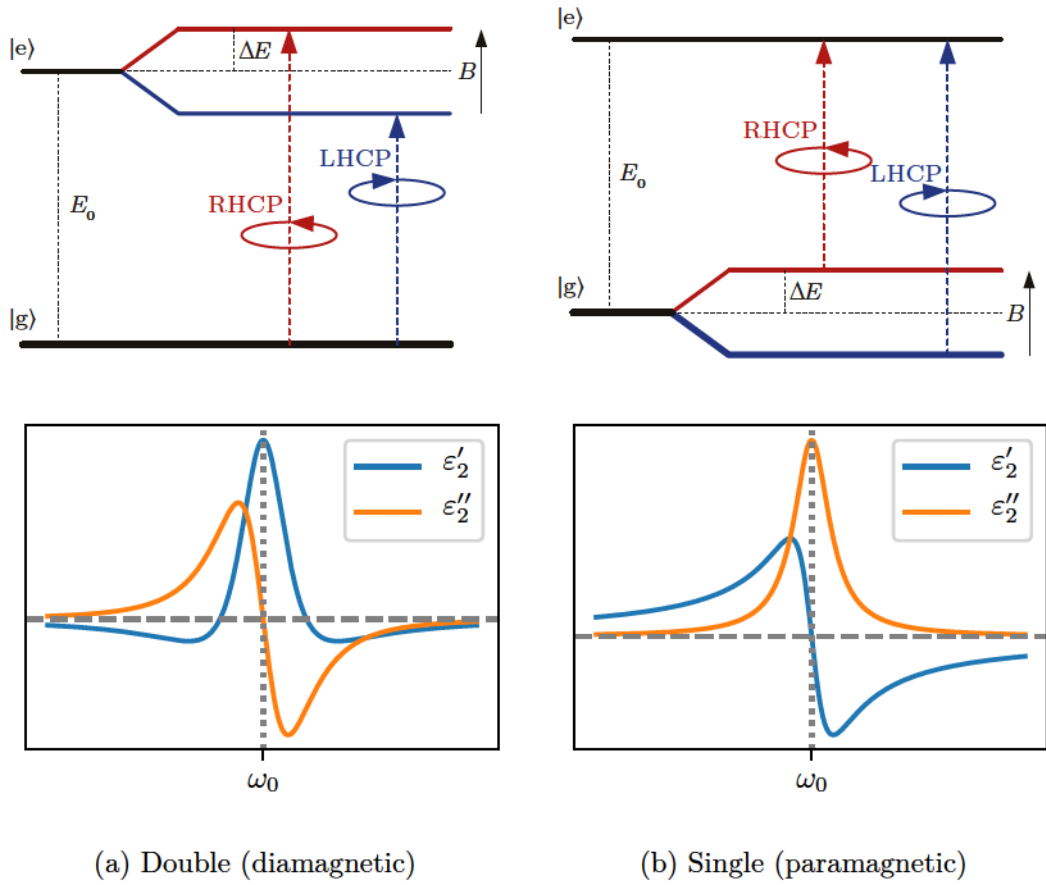 |e⟩
ΔE
B
LHCP
RHCP
E₀
|g⟩
ε′₂
ε″₂
ω₀
(a) Double (diamagnetic)
|e⟩
RHCP
LHCP
E₀
|g⟩
ΔE
B
ε′₂
ε″₂
ω₀
(b) Single (paramagnetic)